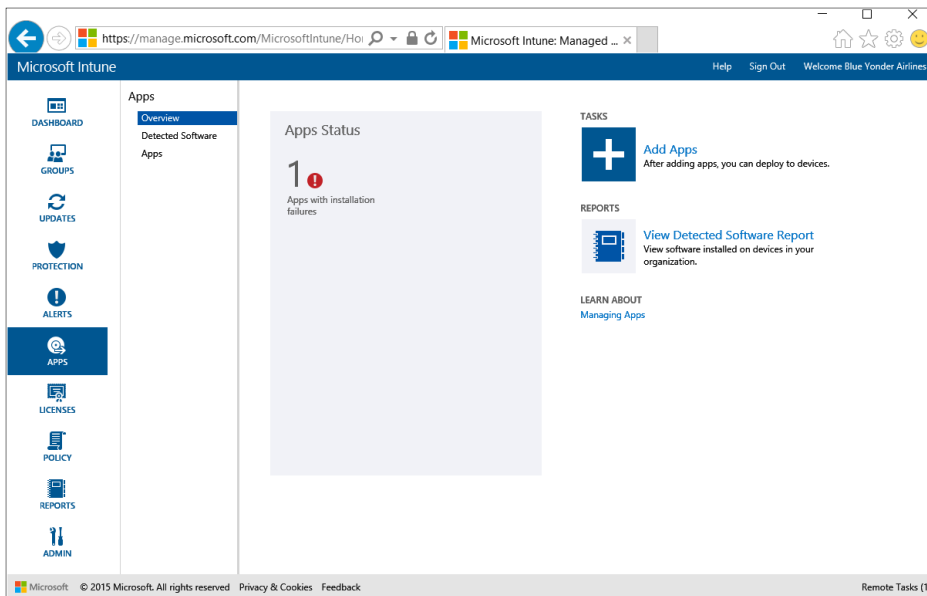 https://manage.microsoft.com/MicrosoftIntune/Ho
Microsoft Intune: Managed ...
Microsoft Intune
Help
Sign Out
Welcome Blue Yonder Airlines
DASHBOARD
GROUPS
UPDATES
PROTECTION
ALERTS
APPS
LICENSES
POLICY
REPORTS
ADMIN
Apps
Overview
Detected Software
Apps
Apps Status
1
Apps with installation
failures
TASKS
Add Apps
After adding apps, you can deploy to devices.
REPORTS
View Detected Software Report
View software installed on devices in your
organization.
LEARN ABOUT
Managing Apps
Microsoft
© 2015 Microsoft. All rights reserved
Privacy & Cookies
Feedback
Remote Tasks (1